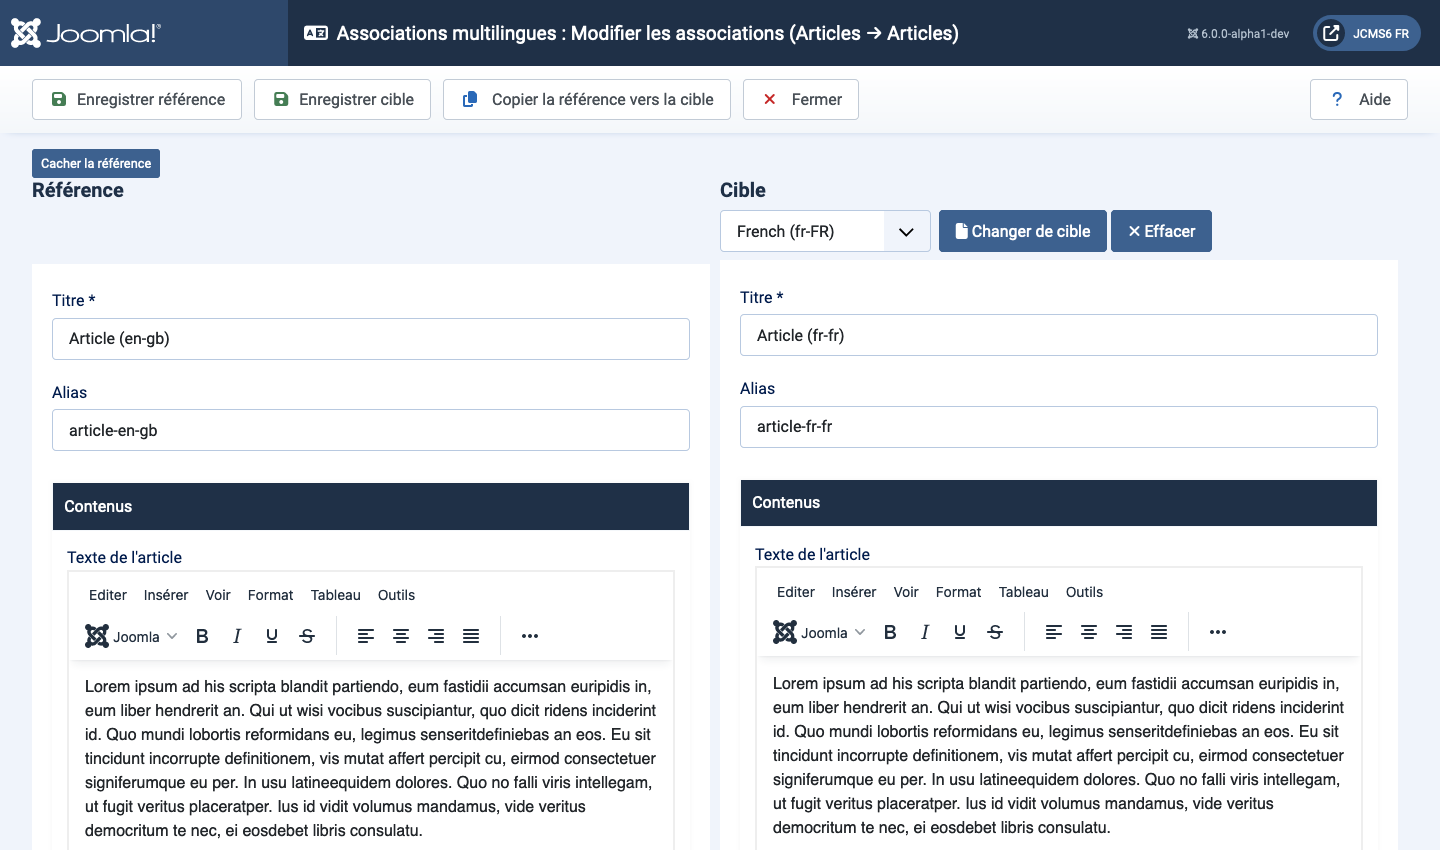 Joomla!®
Associations multilingues : Modifier les associations (Articles → Articles)
6.0.0-alpha1-dev
JCMS6 FR
Enregistrer référence
Enregistrer cible
Copier la référence vers la cible
Fermer
? Aide
Cacher la référence
Référence
Titre *
Article (en-gb)
Alias
article-en-gb
Contenus
Texte de l'article
Editer Insérer Voir Format Tableau Outils
Joomla B I U S ...
Lorem ipsum ad his scripta blandit partiendo, eum fastidii accumsan euripidis in,
eum liber hendrerit an. Qui ut wisi vocibus suscipiantur, quo dicit ridens inciderint
id. Quo mundi lobortis reformidans eu, legimus senseritdefiniebas an eos. Eu sit
tincidunt incorrupte definitionem, vis mutat affert percipit cu, eirmod consectetuer
signiferumque eu per. In usu latineequidem dolores. Quo no falli viris intellegam,
ut fugit veritus placeratper. Ius id vidit volumus mandamus, vide veritus
democritum te nec, ei eosdebet libris consulatu.
Cible
French (fr-FR)
Changer de cible
Effacer
Titre *
Article (fr-fr)
Alias
article-fr-fr
Contenus
Texte de l'article
Editer Insérer Voir Format Tableau Outils
Joomla B I U S ...
Lorem ipsum ad his scripta blandit partiendo, eum fastidii accumsan euripidis in,
eum liber hendrerit an. Qui ut wisi vocibus suscipiantur, quo dicit ridens inciderint
id. Quo mundi lobortis reformidans eu, legimus senseritdefiniebas an eos. Eu sit
tincidunt incorrupte definitionem, vis mutat affert percipit cu, eirmod consectetuer
signiferumque eu per. In usu latineequidem dolores. Quo no falli viris intellegam,
ut fugit veritus placeratper. Ius id vidit volumus mandamus, vide veritus
democritum te nec, ei eosdebet libris consulatu.